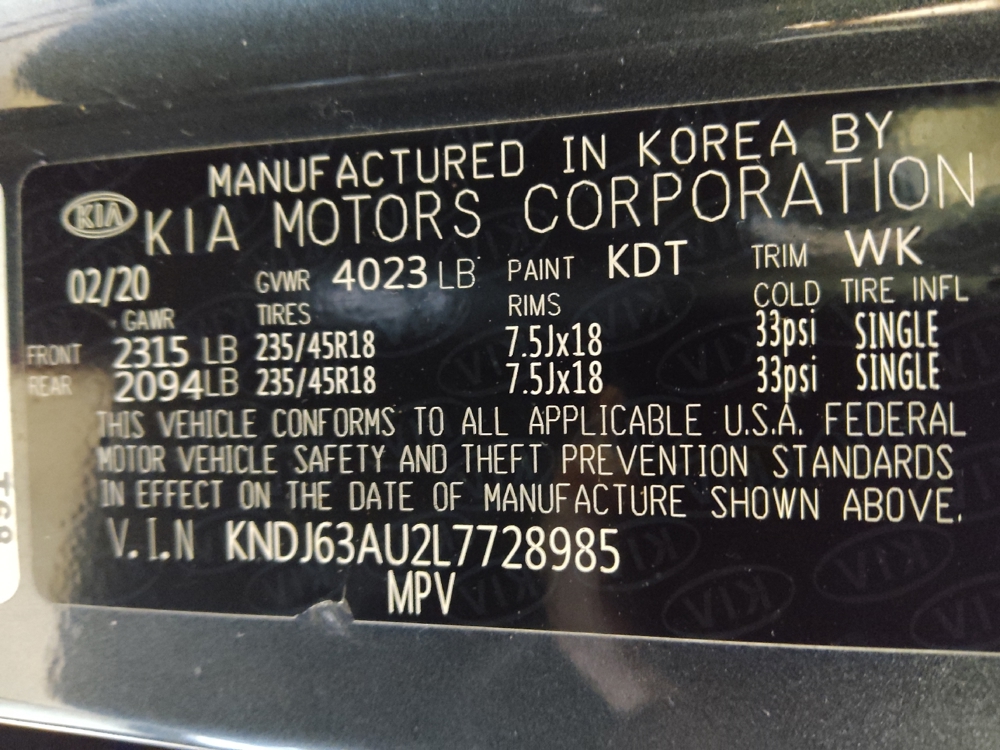 MANUFACTURED IN KOREA BY
KIA KIA MOTORS CORPORATION
02/20 GVWR 4023 LB PAINT KDT TRIM WK
GAWR TIRES RIMS COLD TIRE INFL
FRONT 2315 LB 235/45R18 7.5Jx18 33psi SINGLE
REAR 2094 LB 235/45R18 7.5Jx18 33psi SINGLE
THIS VEHICLE CONFORMS TO ALL APPLICABLE U.S.A. FEDERAL
MOTOR VEHICLE SAFETY AND THEFT PREVENTION STANDARDS
IN EFFECT ON THE DATE OF MANUFACTURE SHOWN ABOVE.
V.I.N KNDJ63AU2L7728985
MPV